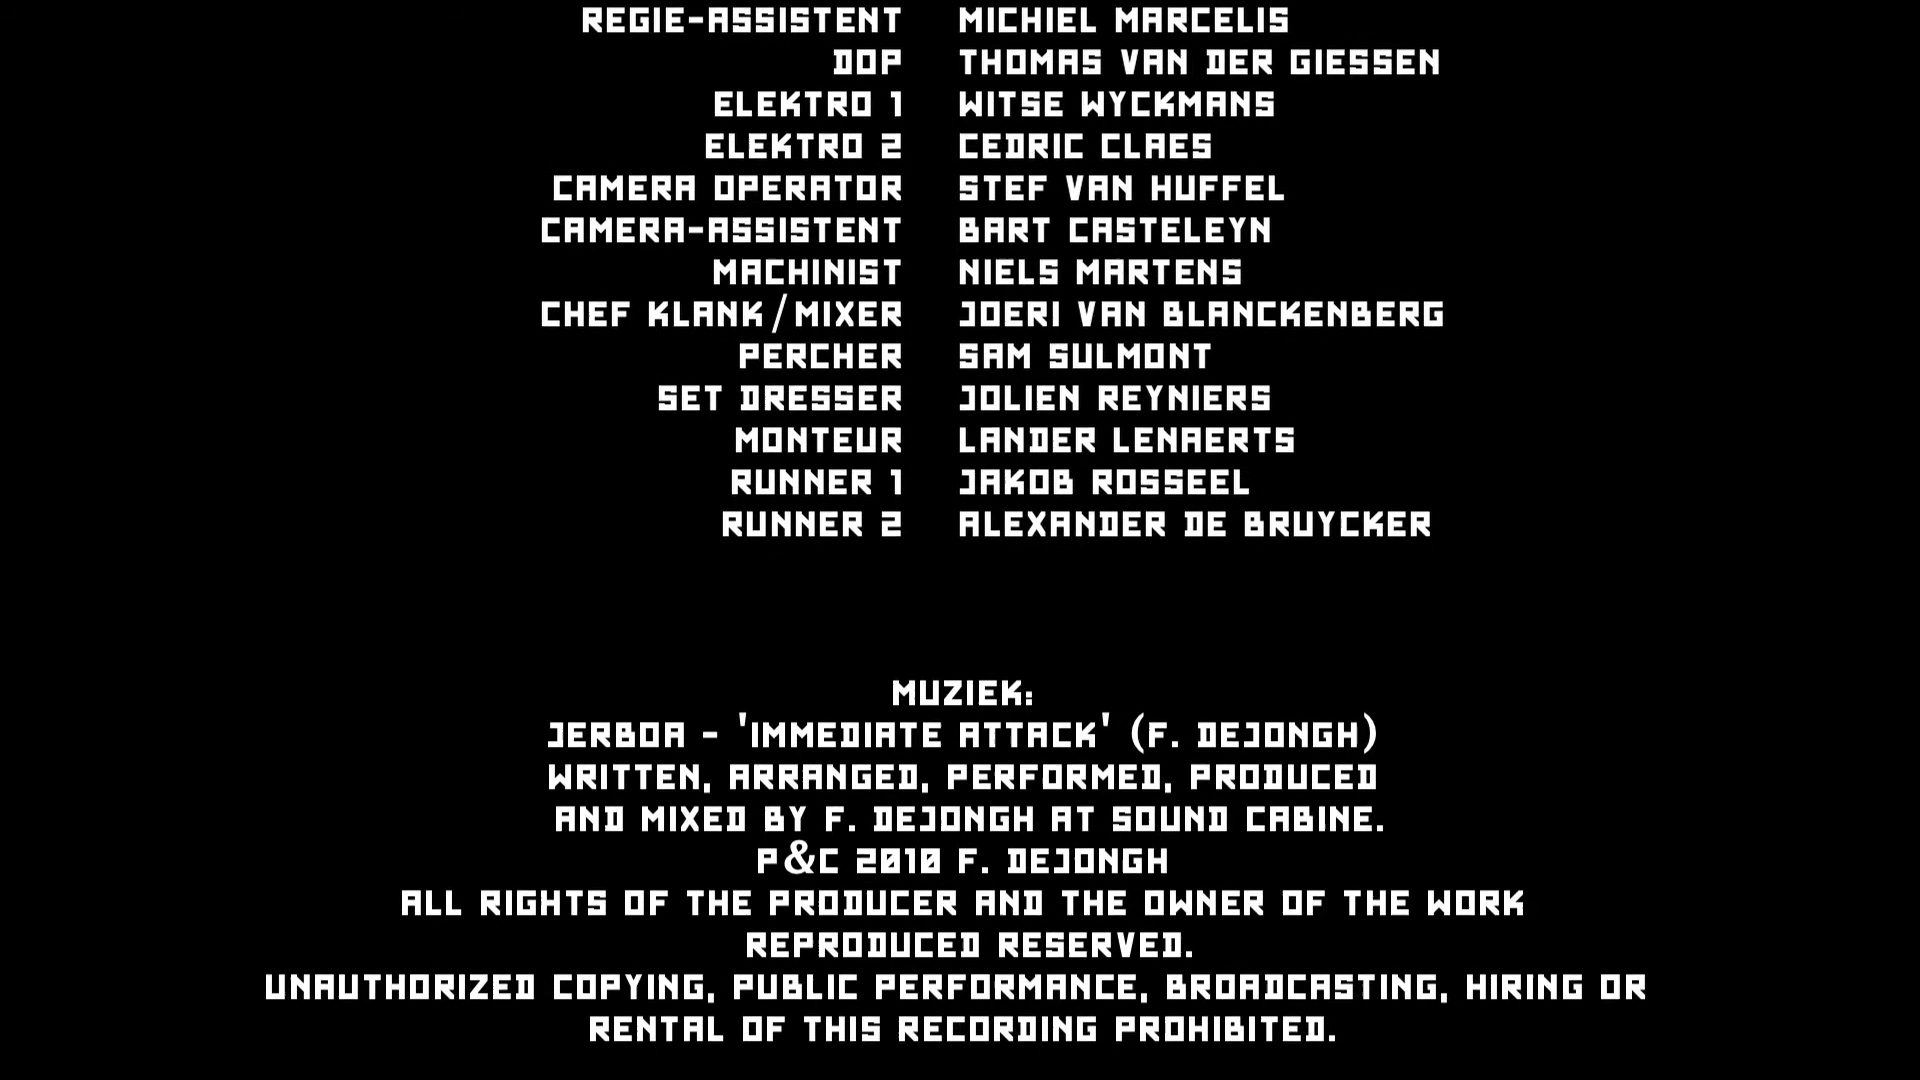 REGIE-ASSISTENT MICHIEL MARCELIS
DOP THOMAS VAN DER GIESSEN
ELEKTRO 1 WITSE WYCKMANS
ELEKTRO 2 CEDRIC CLAES
CAMERA OPERATOR STEF VAN HUFFEL
CAMERA-ASSISTENT BART CASTELEYN
MACHINIST NIELS MARTENS
CHEF KLANK/MIXER JOERI VAN BLANCKENBERG
PERCHER SAM SULMONT
SET DRESSER JOLIEN REYNIERS
MONTEUR LANDER LENAERTS
RUNNER 1 JAKOB ROSSEEL
RUNNER 2 ALEXANDER DE BRUYCKER
MUZIEK:
JERBOA - 'IMMEDIATE ATTACK' (F. DEJONGH)
WRITTEN, ARRANGED, PERFORMED, PRODUCED
AND MIXED BY F. DEJONGH AT SOUND CABINE.
P&C 2010 F. DEJONGH
ALL RIGHTS OF THE PRODUCER AND THE OWNER OF THE WORK
REPRODUCED RESERVED.
UNAUTHORIZED COPYING, PUBLIC PERFORMANCE, BROADCASTING, HIRING OR
RENTAL OF THIS RECORDING PROHIBITED.